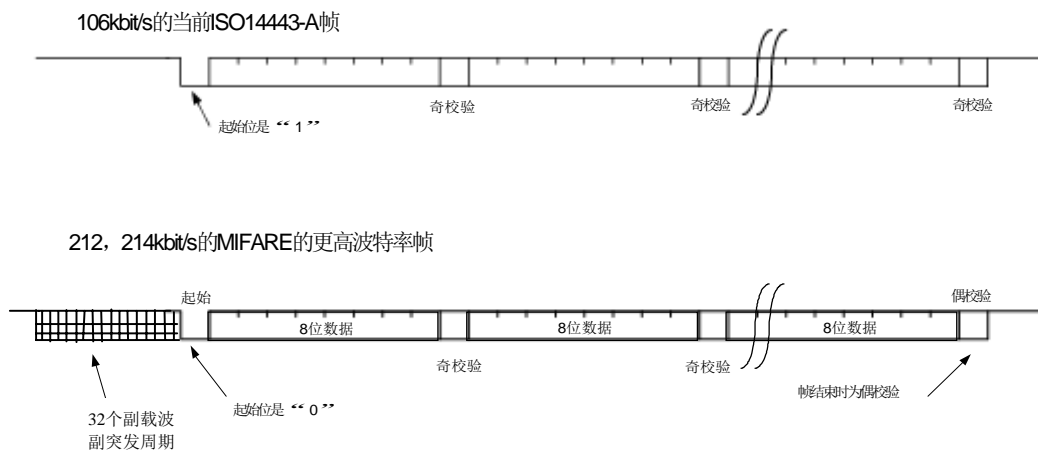 106kbit/s的当前ISO14443-A帧
奇校验
奇校验
奇校验
起始位是“1”
212，214kbit/s的MIFARE的更高波特率帧
起始
偶校验
8位数据
8位数据
8位数据
奇校验
奇校验
帧结束时为偶校验
起始位是“0”
32个副载波
副突发周期